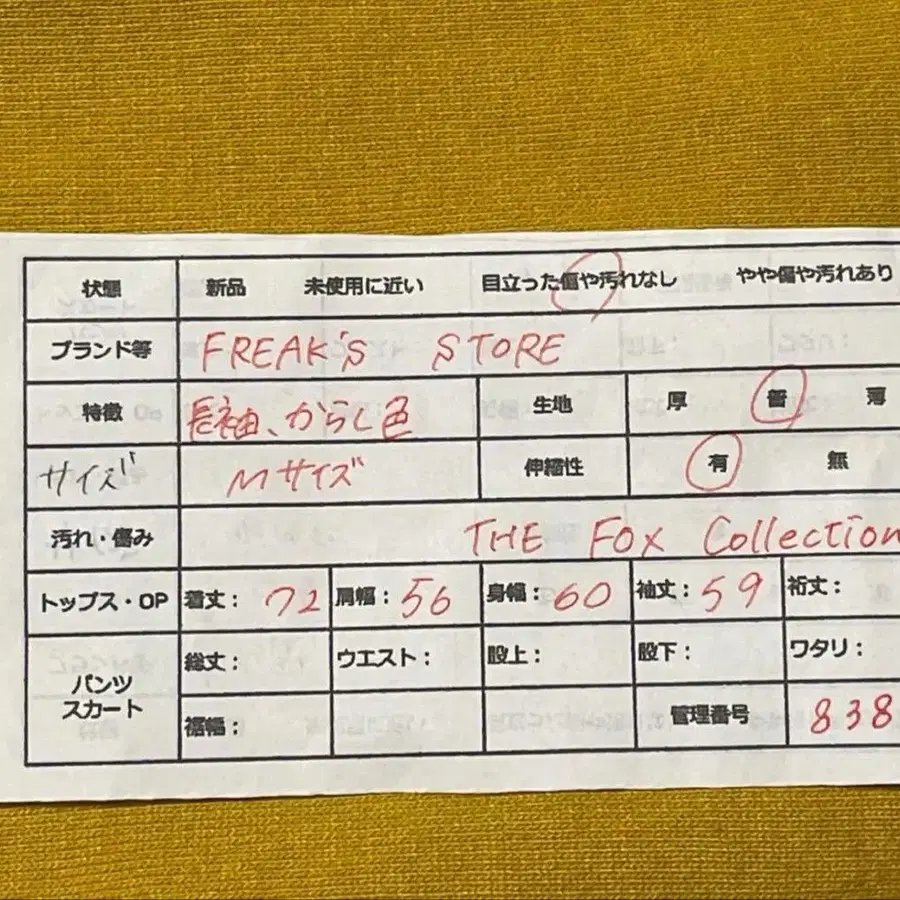 状態 新品 未使用に近い 目立った傷や汚れなし やや傷や汚れあり
ブランド等 FREAK'S STORE
特徴 長袖、からし色 生地 厚 普 薄
サイズ Mサイズ 伸縮性 有 無
汚れ・傷み THE FOX Collection
トップス・OP 着丈: 72 肩幅: 56 身幅: 60 袖丈: 59 裄丈:
パンツ 総丈: ウエスト: 股上: 股下: ワタリ:
スカート 裾幅: 管理番号 838